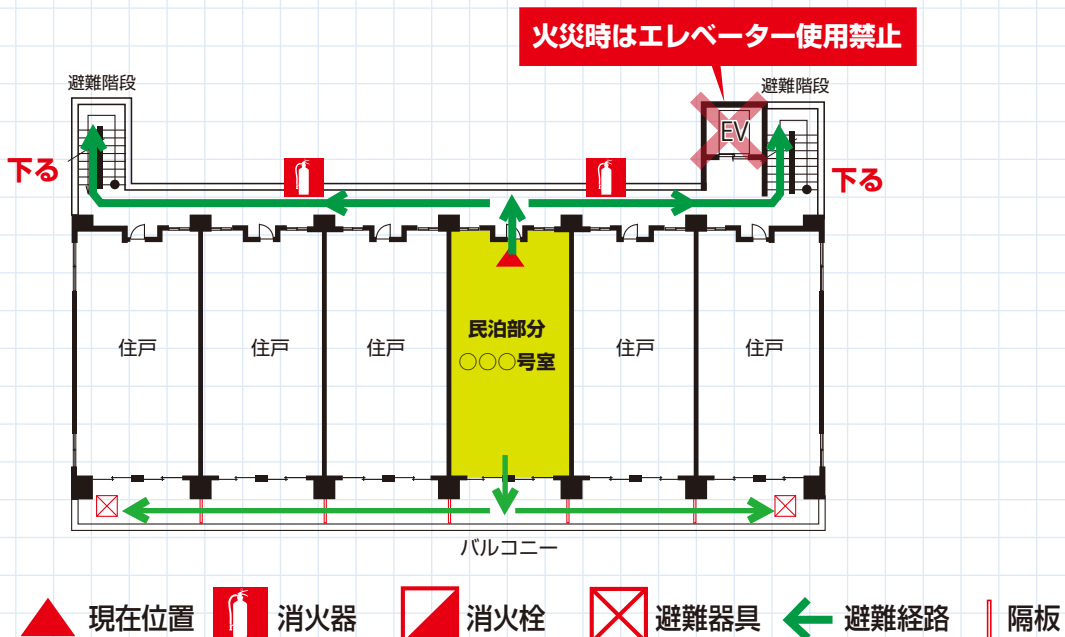 火災時はエレベーター使用禁止
避難階段
避難階段
EV
下る
下る
住戸
住戸
住戸
民泊部分
○○○号室
住戸
住戸
バルコニー
現在位置
消火器
消火栓
避難器具
避難経路
隔板